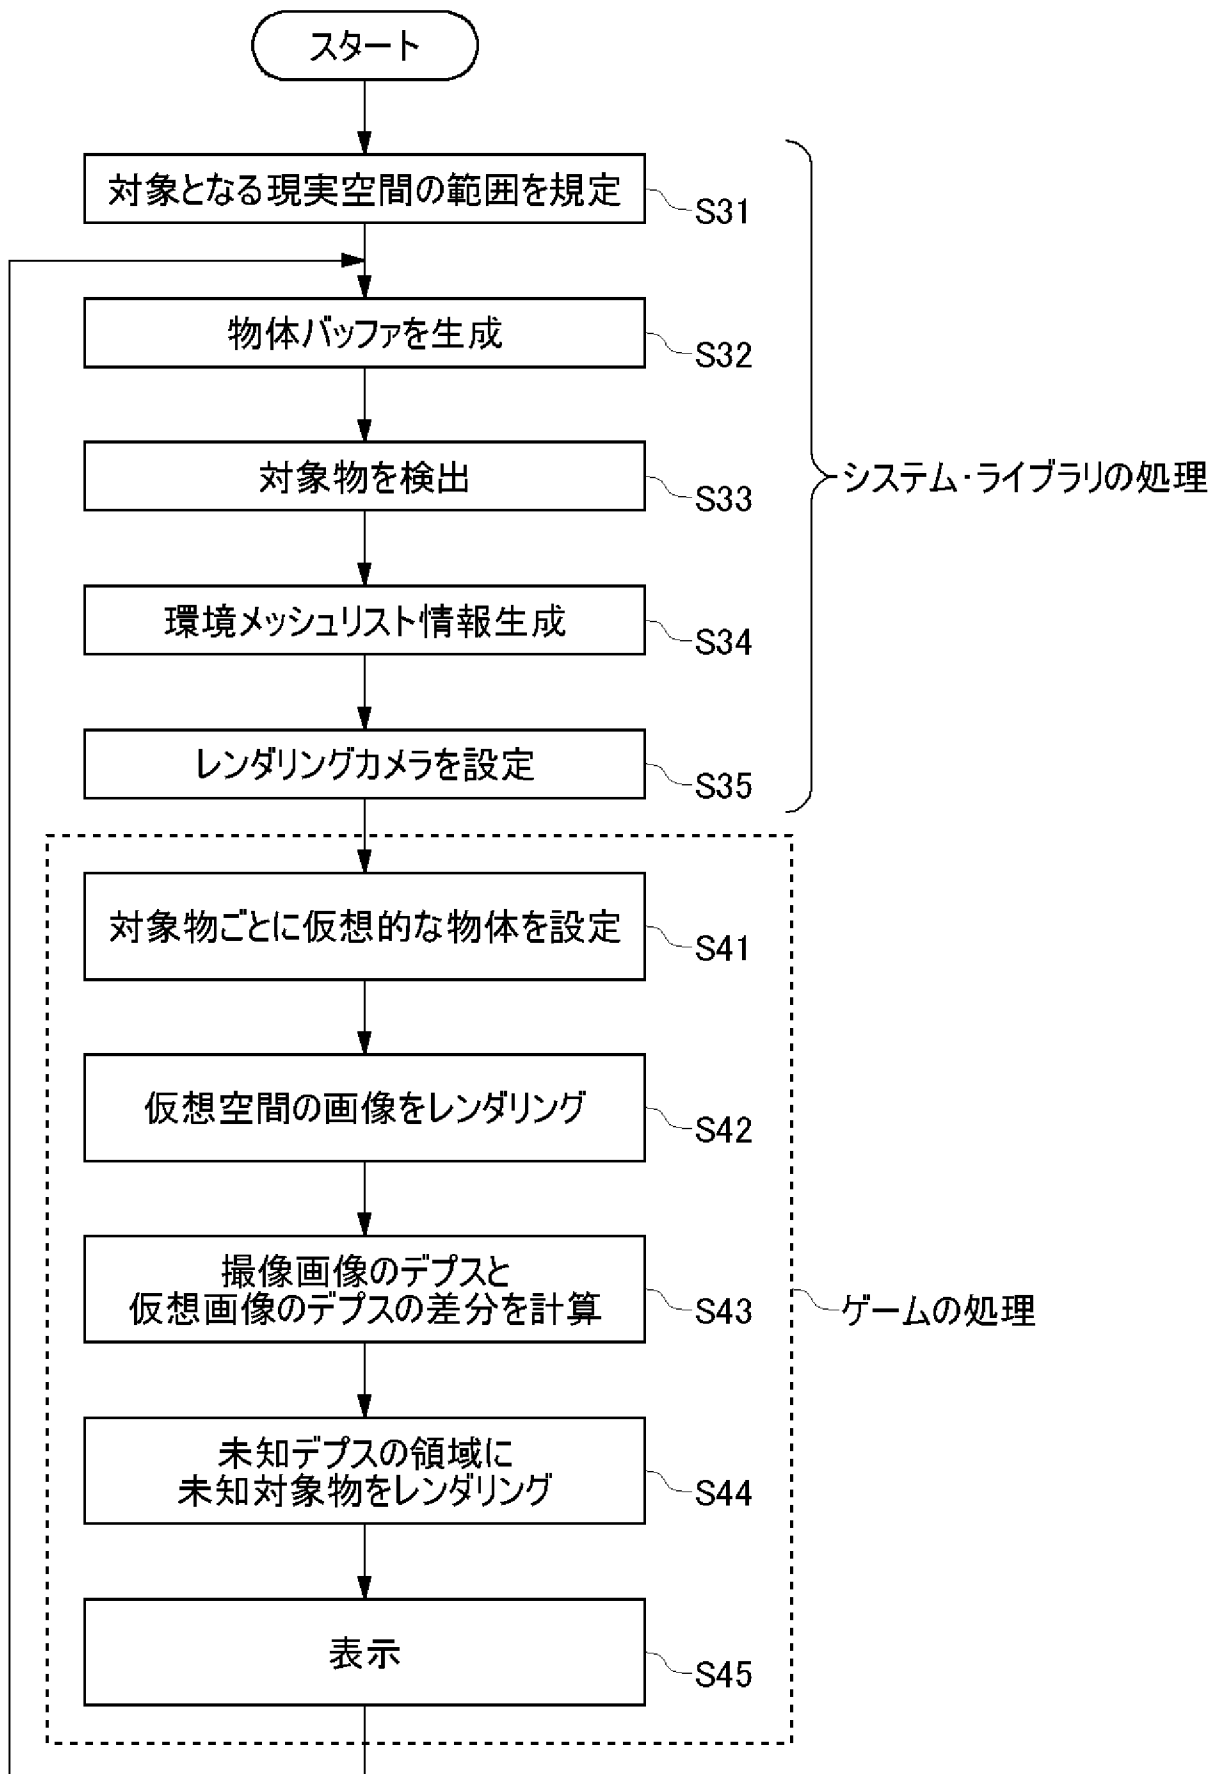 スタート
対象となる現実空間の範囲を規定
S31
物体バッファを生成
S32
対象物を検出
S33
システム・ライブラリの処理
環境メッシュリスト情報生成
S34
レンダリングカメラを設定
S35
対象物ごとに仮想的な物体を設定
S41
仮想空間の画像をレンダリング
S42
撮像画像のデプスと
仮想画像のデプスの差分を計算
S43
ゲームの処理
未知デプスの領域に
未知対象物をレンダリング
S44
表示
S45